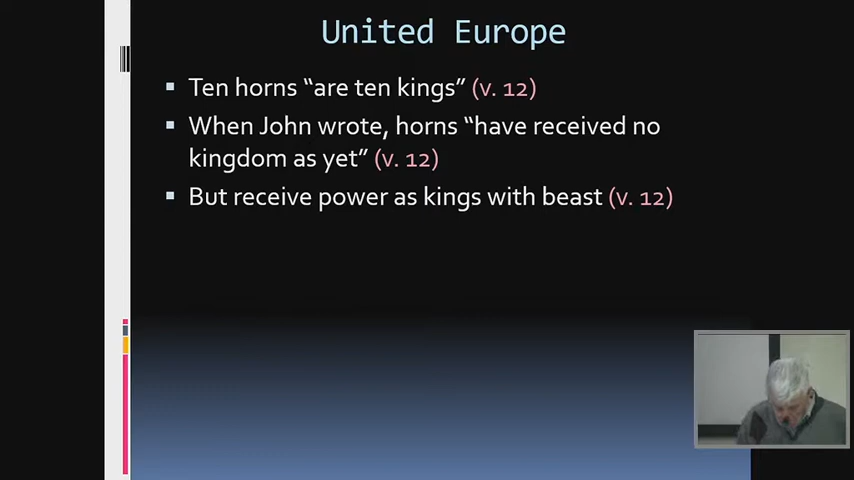 United Europe
Ten horns “are ten kings” (v. 12)
When John wrote, horns “have received no
kingdom as yet” (v. 12)
But receive power as kings with beast (v. 12)